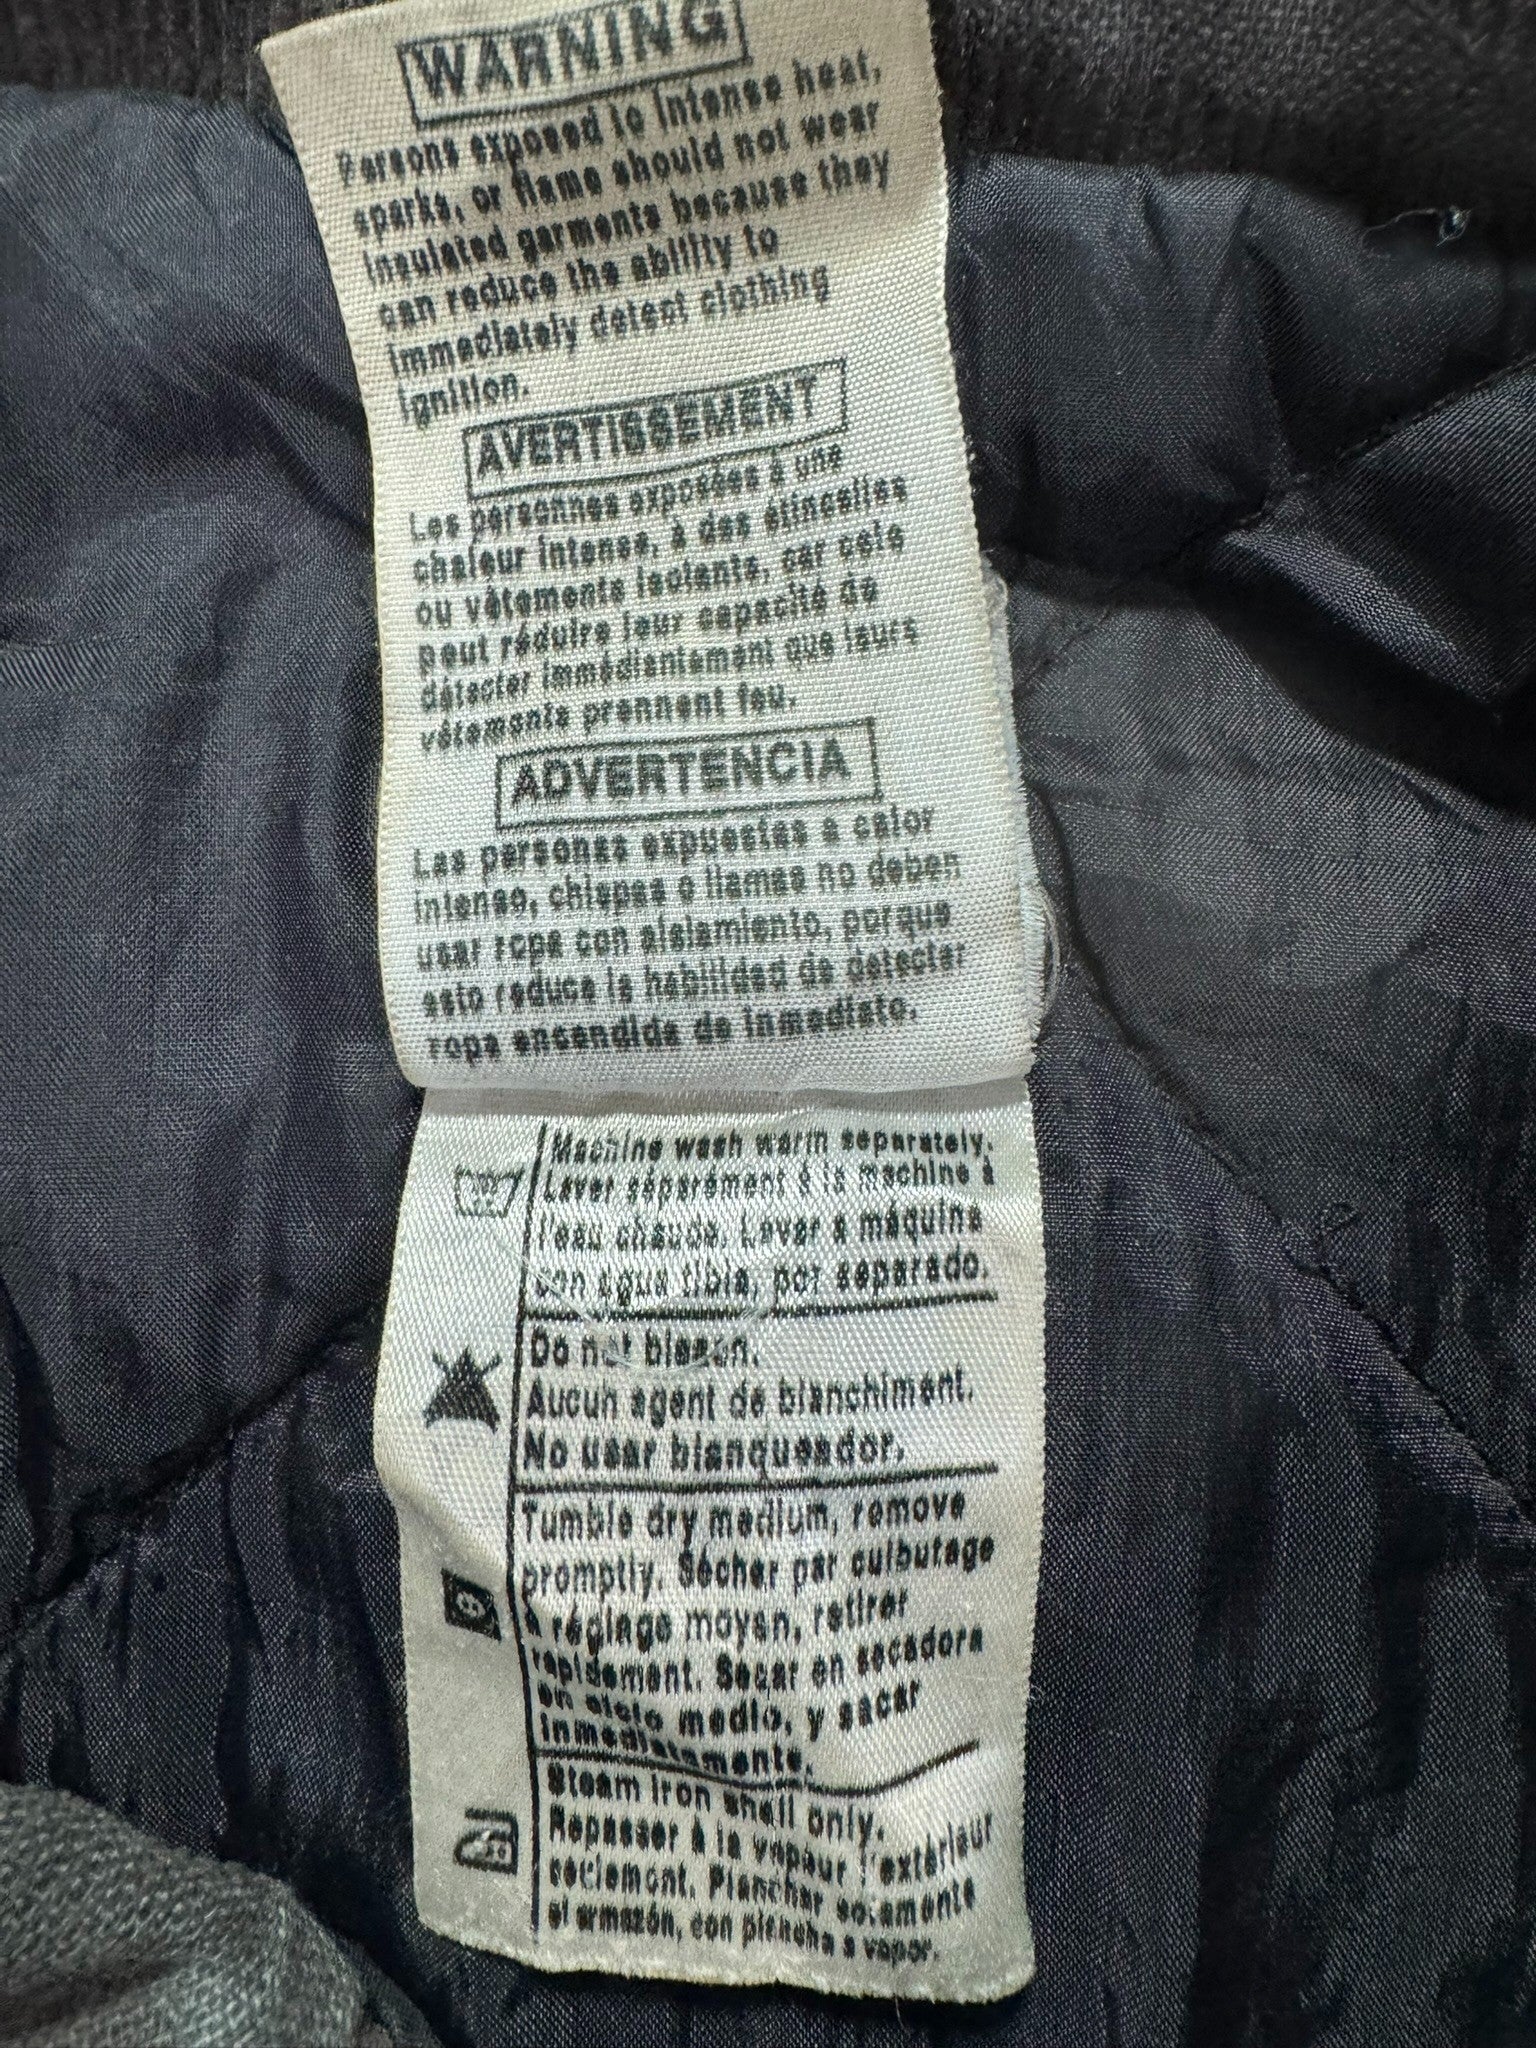 WARNING
Persons exposed to intense heat,
sparks, or flame should not wear
insulated garments because they
can reduce the ability to
immediately detect clothing
ignition.
AVERTISSEMENT
Les personnes exposées à une
chaleur intense, à des étincelles
ou vêtements isolants, car cela
peut réduire leur capacité de
détecter immédiantement que leurs
vêtements prennent feu.
ADVERTENCIA
Las personas expuestas a calor
intenso, chispas o llamas no deben
usar ropa con aislamiento, porque
esto reduce la habilidad de detectar
ropa encendida de inmediato.
Machine wash warm separately.
Laver séparément à la machine à
l'eau chaude. Lavar a máquina
con agua tibia, por separado.
Do not bleach.
Aucun agent de blanchiment.
No usar blanqueador.
Tumble dry medium, remove
promptly. Sécher par culbutage
à réglage moyen, retirer
rapidement. Secar en secadora
en ciclo medio, y sacar
inmediatamente.
Steam iron shell only.
Repasser à la vapeur l'extérieur
seulement. Planchar solamente
el armazón, con plancha a vapor.